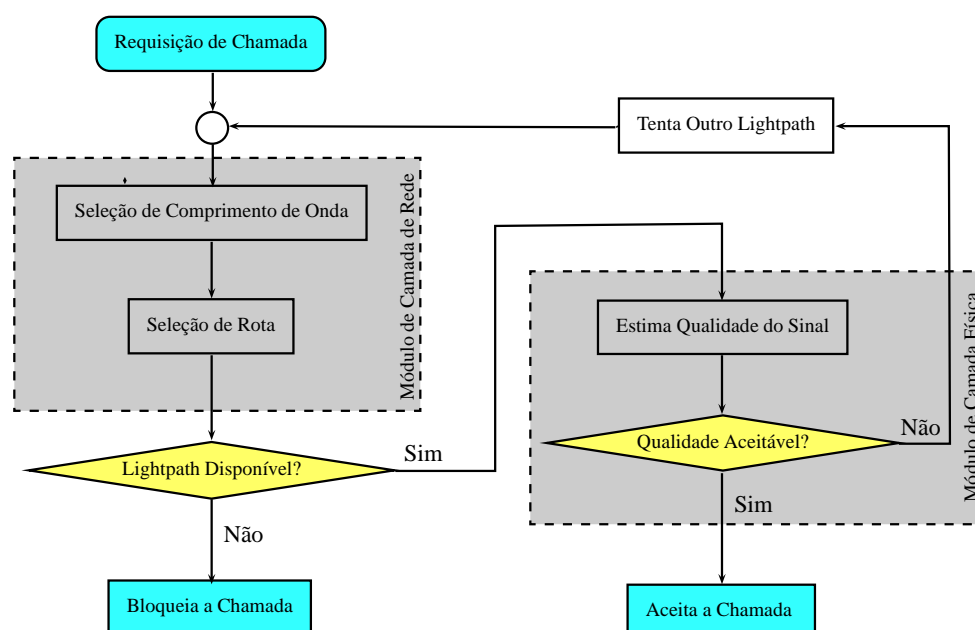 Requisição de Chamada
Tenta Outro Lightpath
Módulo de Camada de Rede
Seleção de Comprimento de Onda
Seleção de Rota
Lightpath Disponível?
Sim
Não
Bloqueia a Chamada
Módulo de Camada Física
Estima Qualidade do Sinal
Qualidade Aceitável?
Não
Sim
Aceita a Chamada